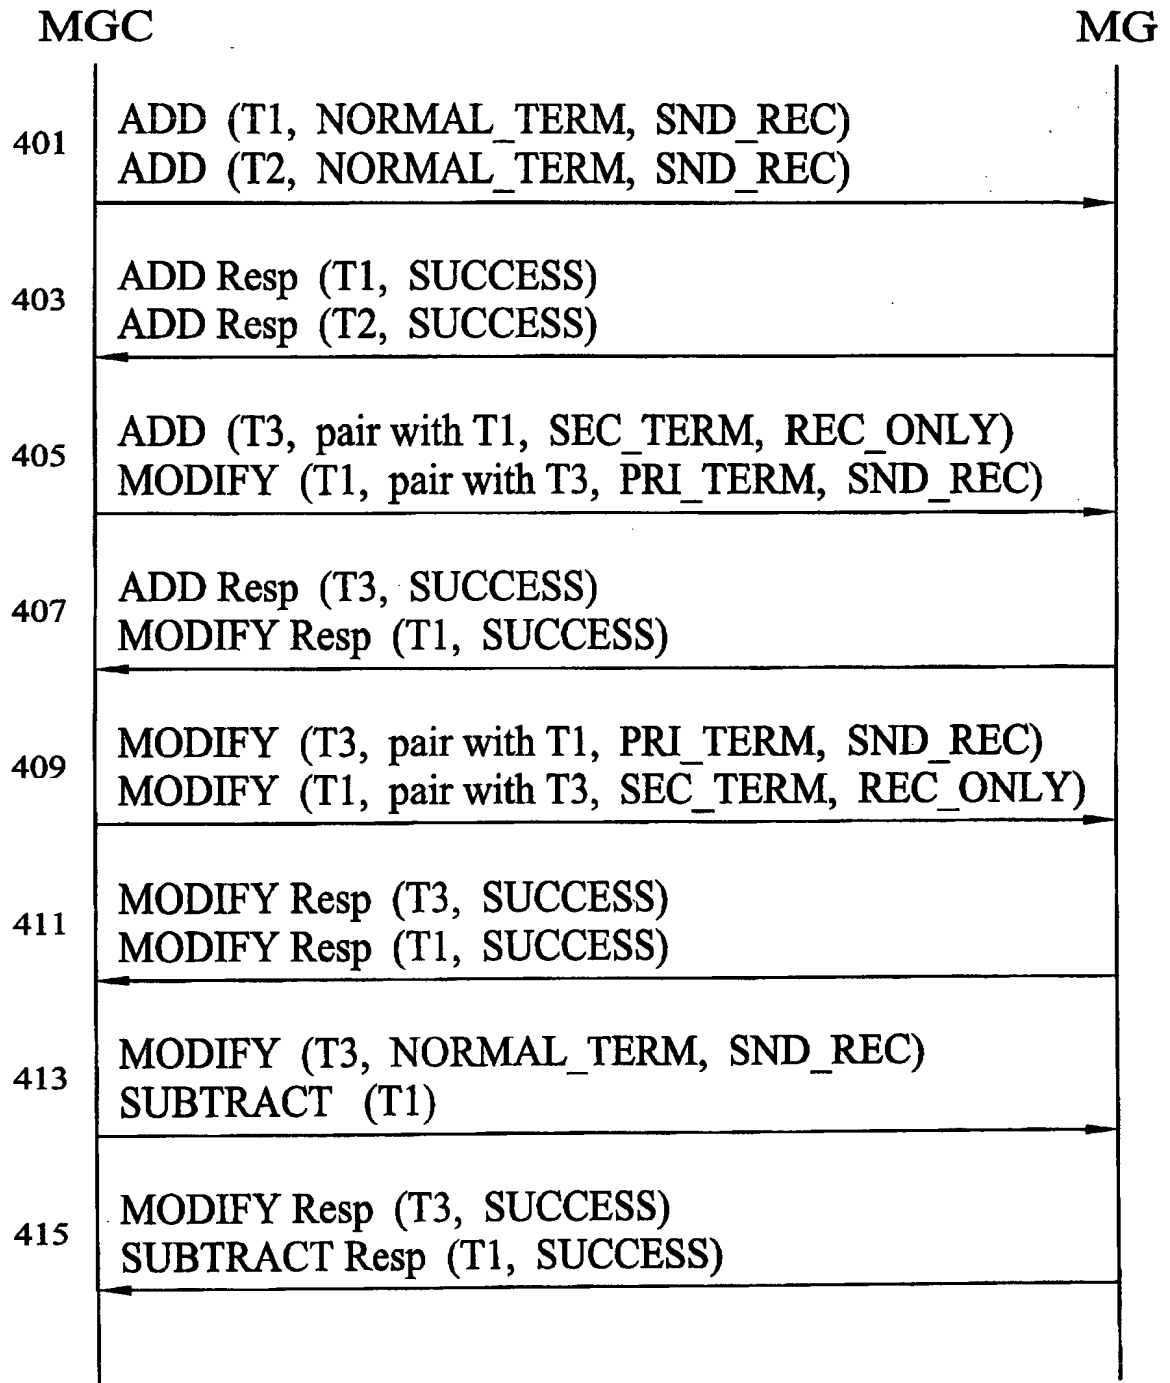 MGC MG
401
ADD (T1, NORMAL_TERM, SND_REC)
ADD (T2, NORMAL_TERM, SND_REC)
403
ADD Resp (T1, SUCCESS)
ADD Resp (T2, SUCCESS)
405
ADD (T3, pair with T1, SEC_TERM, REC_ONLY)
MODIFY (T1, pair with T3, PRI_TERM, SND_REC)
407
ADD Resp (T3, SUCCESS)
MODIFY Resp (T1, SUCCESS)
409
MODIFY (T3, pair with T1, PRI_TERM, SND_REC)
MODIFY (T1, pair with T3, SEC_TERM, REC_ONLY)
411
MODIFY Resp (T3, SUCCESS)
MODIFY Resp (T1, SUCCESS)
413
MODIFY (T3, NORMAL_TERM, SND_REC)
SUBTRACT (T1)
415
MODIFY Resp (T3, SUCCESS)
SUBTRACT Resp (T1, SUCCESS)